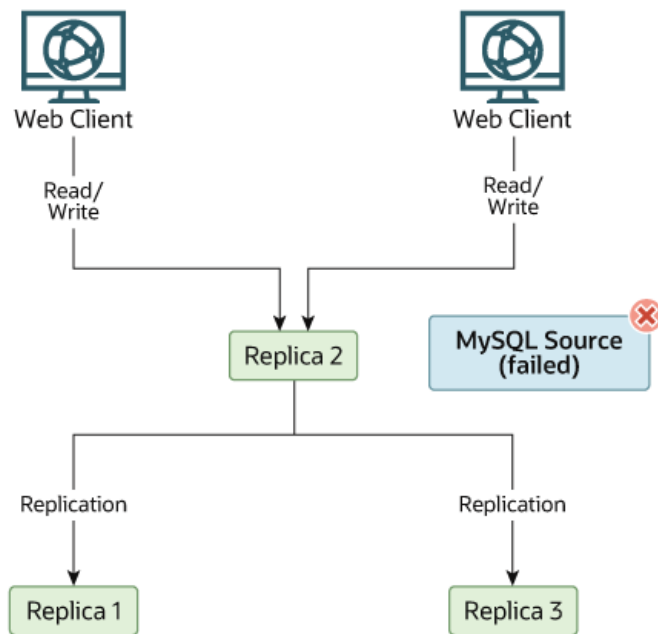 Web Client
Web Client
Read/
Write
Read/
Write
Replica 2
MySQL Source
(failed)
Replication
Replication
Replica 1
Replica 3